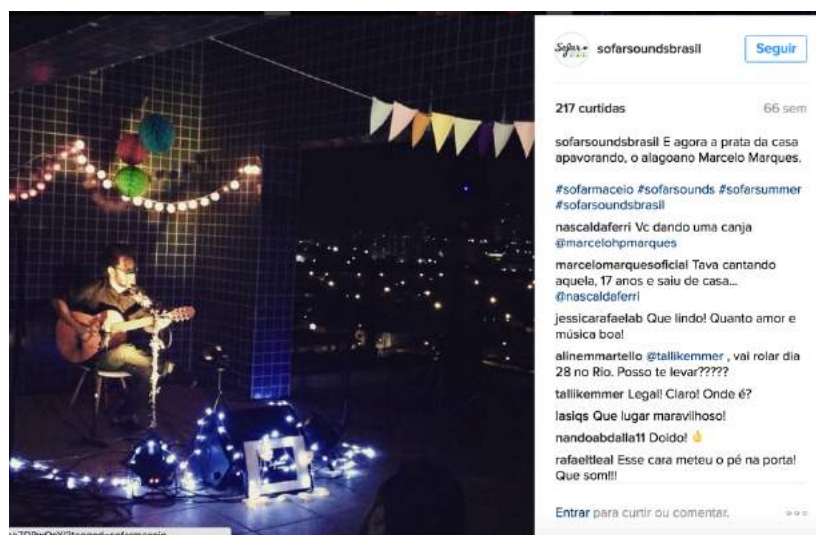 Sofar
sofarsoundsbrasil
Seguir
217 curtidas
66 sem
sofarsoundsbrasil E agora a prata da casa
apavorando, o alagoano Marcelo Marques.
#sofarmaceio #sofarsounds #sofarsummer
#sofarsoundsbrasil
nascaldaferri Vc dando uma canja
@marcelohpmarques
marcelomarquesoficial Tava cantando
aquela, 17 anos e saiu de casa...
@nascaldaferri
jessicarafaelab Que lindo! Quanto amor e
música boa!
alinemmartello @tallikemmer , vai rolar dia
28 no Rio. Posso te levar?????
tallikemmer Legal! Claro! Onde é?
lasiqs Que lugar maravilhoso!
nandoabdalla11 Doido! 👌
rafaeltleal Esse cara meteu o pé na porta!
Que som!!!
Entrar para curtir ou comentar.